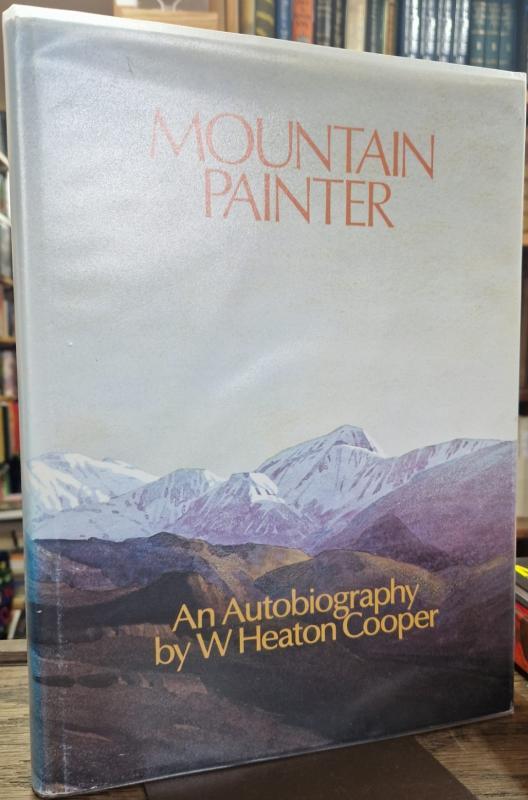 MOUNTAIN
PAINTER
An Autobiography
by W Heaton Cooper